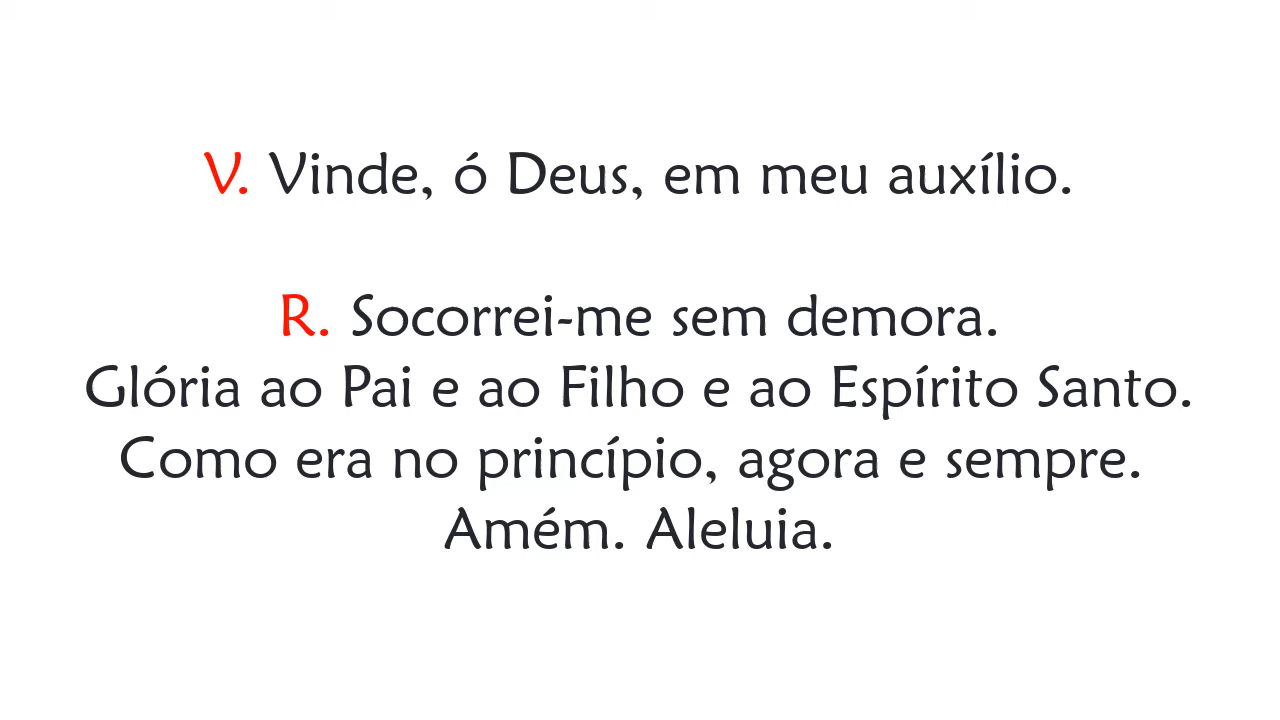 V. Vinde, ó Deus, em meu auxílio.
R. Socorrei-me sem demora.
Glória ao Pai e ao Filho e ao Espírito Santo.
Como era no princípio, agora e sempre.
Amém. Aleluia.